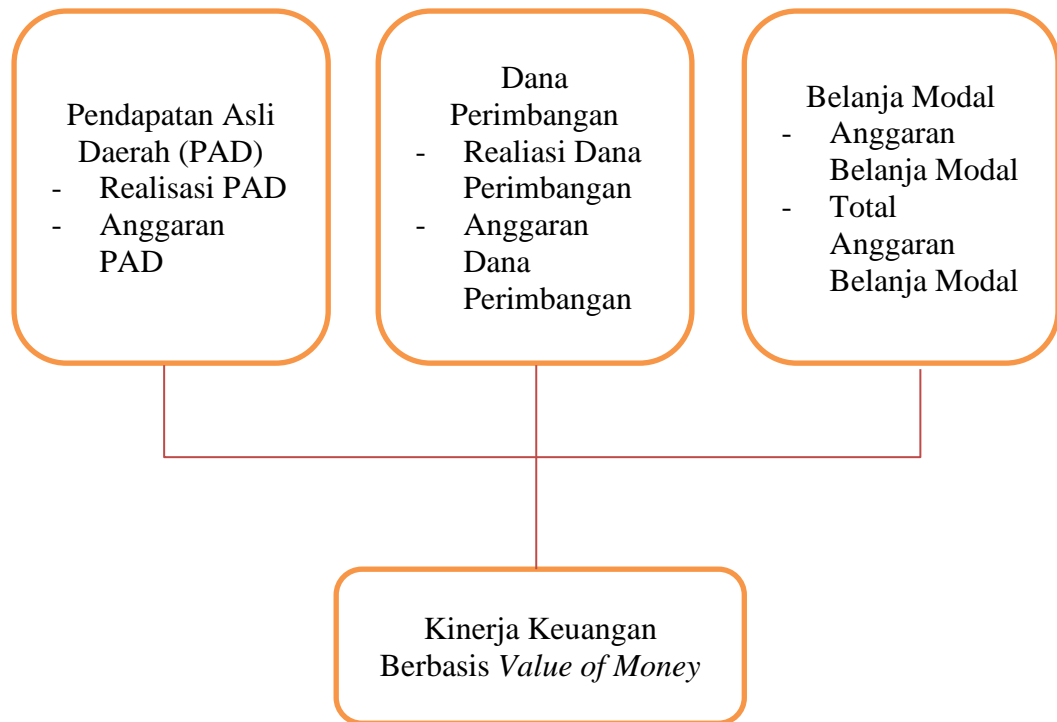 Pendapatan Asli
Daerah (PAD)
- Realisasi PAD
- Anggaran
PAD
Dana
Perimbangan
- Realiasi Dana
Perimbangan
- Anggaran
Dana
Perimbangan
Belanja Modal
- Anggaran
Belanja Modal
- Total
Anggaran
Belanja Modal
Kinerja Keuangan
Berbasis Value of Money